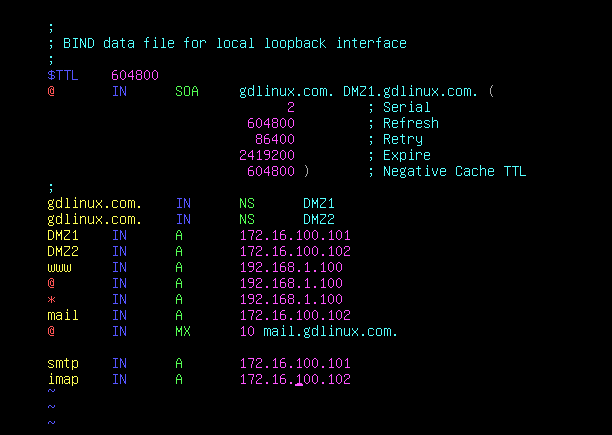 ;
; BIND data file for local loopback interface
;
$TTL    604800
@       IN      SOA     gdlinux.com. DMZ1.gdlinux.com. (
                              2         ; Serial
                         604800         ; Refresh
                          86400         ; Retry
                        2419200         ; Expire
                         604800 )       ; Negative Cache TTL
;
gdlinux.com.    IN      NS      DMZ1
gdlinux.com.    IN      NS      DMZ2
DMZ1    IN      A       172.16.100.101
DMZ2    IN      A       172.16.100.102
www     IN      A       192.168.1.100
@       IN      A       192.168.1.100
*       IN      A       192.168.1.100
mail    IN      A       172.16.100.102
@       IN      MX      10 mail.gdlinux.com.

smtp    IN      A       172.16.100.101
imap    IN      A       172.16.100.102
~
~
~